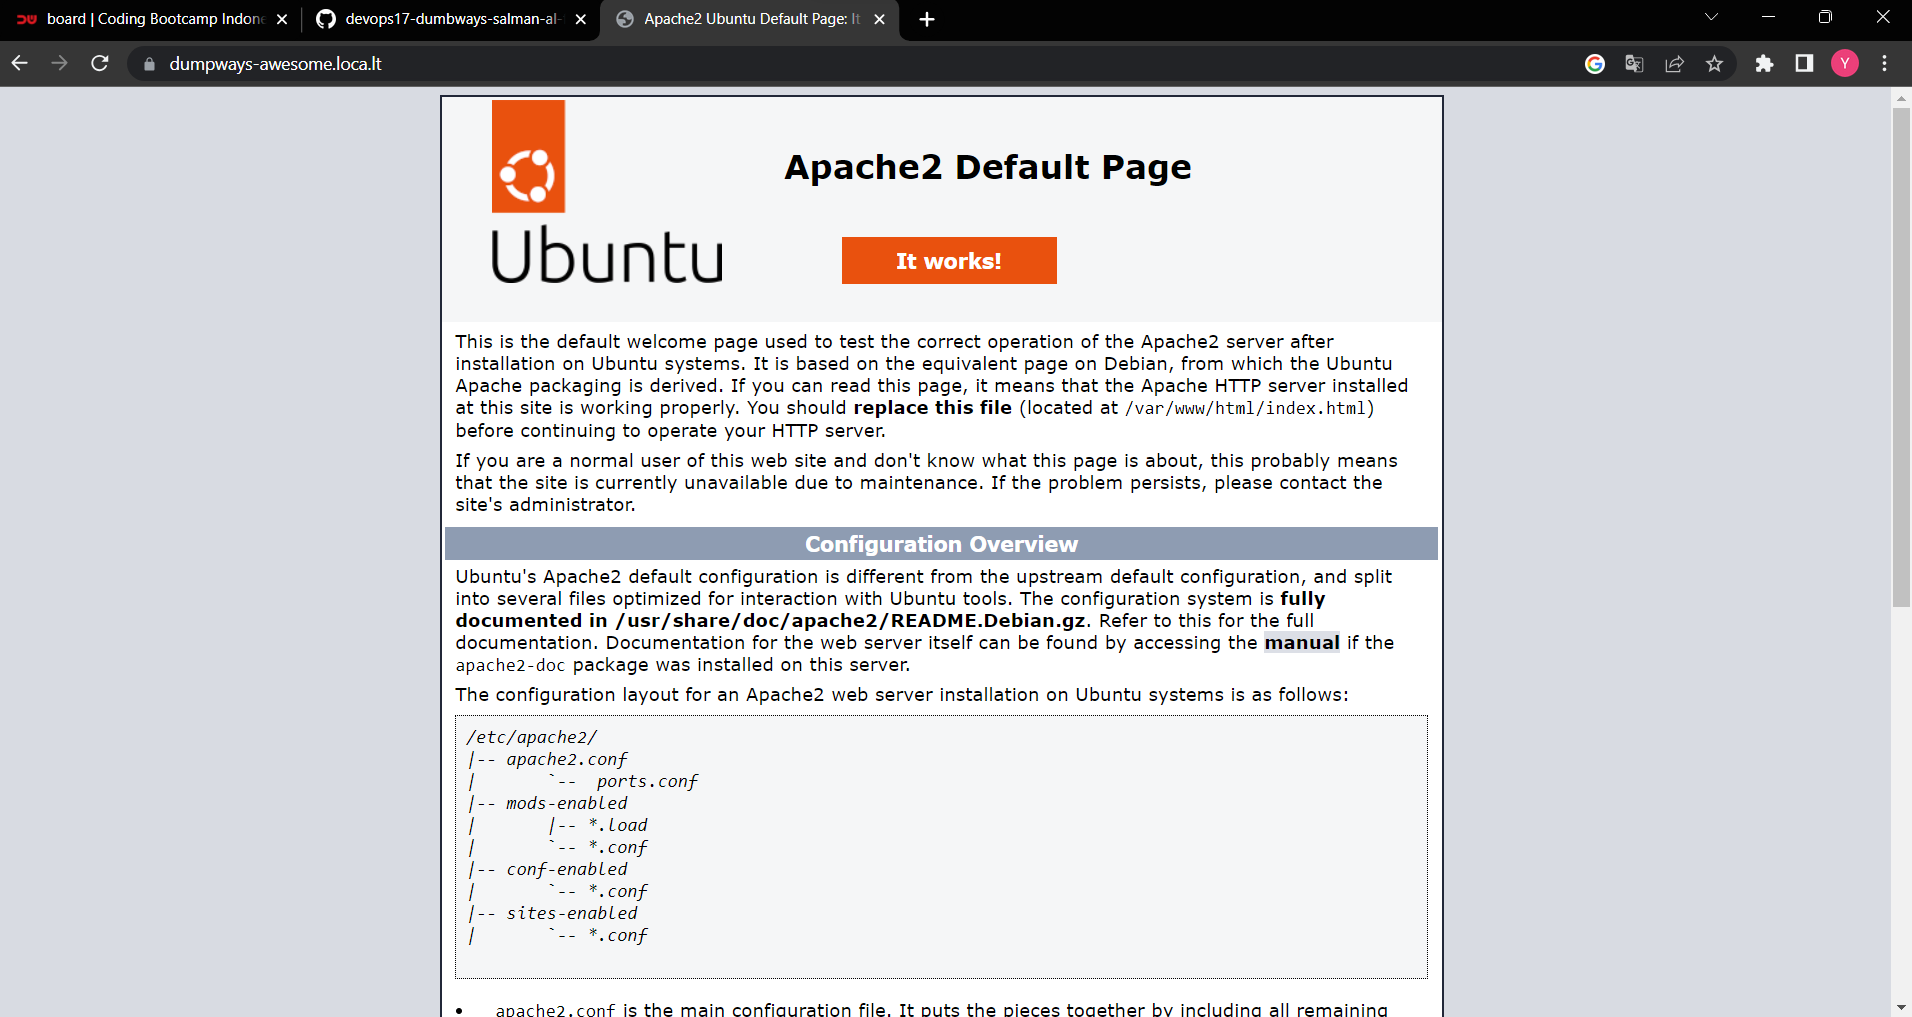 board | Coding Bootcamp Indone
devops17-dumbways-salman-al-
Apache2 Ubuntu Default Page: It
dumpways-awesome.loca.lt
Y
Apache2 Default Page
Ubuntu
It works!
This is the default welcome page used to test the correct operation of the Apache2 server after
installation on Ubuntu systems. It is based on the equivalent page on Debian, from which the Ubuntu
Apache packaging is derived. If you can read this page, it means that the Apache HTTP server installed
at this site is working properly. You should replace this file (located at /var/www/html/index.html)
before continuing to operate your HTTP server.
If you are a normal user of this web site and don't know what this page is about, this probably means
that the site is currently unavailable due to maintenance. If the problem persists, please contact the
site's administrator.
Configuration Overview
Ubuntu's Apache2 default configuration is different from the upstream default configuration, and split
into several files optimized for interaction with Ubuntu tools. The configuration system is fully
documented in /usr/share/doc/apache2/README.Debian.gz. Refer to this for the full
documentation. Documentation for the web server itself can be found by accessing the manual if the
apache2-doc package was installed on this server.
The configuration layout for an Apache2 web server installation on Ubuntu systems is as follows:
/etc/apache2/
|-- apache2.conf
|       `--  ports.conf
|-- mods-enabled
|       |-- *.load
|       `-- *.conf
|-- conf-enabled
|       `-- *.conf
|-- sites-enabled
|       `-- *.conf
• apache2.conf is the main configuration file. It puts the pieces together by including all remaining